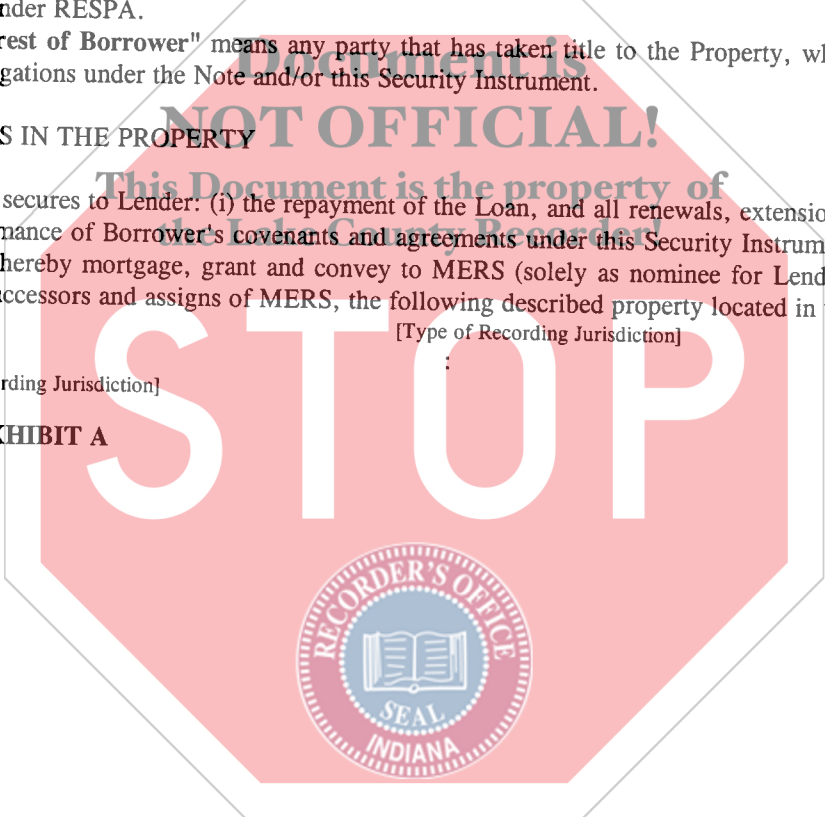 nder RESPA.
rest of Borrower" means any party that has taken title to the Property, wh
Document is
gations under the Note and/or this Security Instrument.
NOT OFFICIAL!
S IN THE PROPERTY
This Document is the property of
secures to Lender: (i) the repayment of the Loan, and all renewals, extensio
the Lake County Recorder!
mance of Borrower's covenants and agreements under this Security Instrum
hereby mortgage, grant and convey to MERS (solely as nominee for Lend
ccessors and assigns of MERS, the following described property located in
[Type of Recording Jurisdiction]
:
rding Jurisdiction]
XHIBIT A
STOP
RECORDER'S OFFICE
SEAL
INDIANA